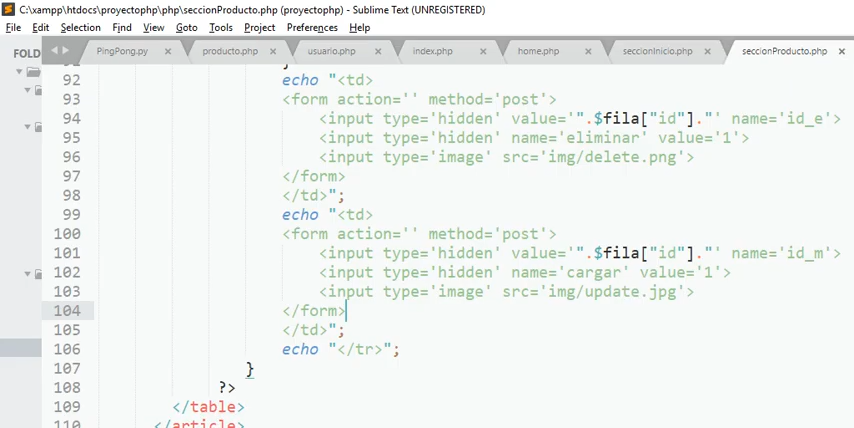 C:\xampp\htdocs\proyectophp\php\seccionProducto.php (proyectophp) - Sublime Text (UNREGISTERED)
File Edit Selection Find View Goto Tools Project Preferences Help
FOLD PingPong.py × producto.php × usuario.php × index.php × home.php × seccionInicio.php × seccionProducto.php ×
92 echo "<td>
93 <form action='' method='post'>
94 <input type='hidden' value='".$fila["id"]."' name='id_e'>
95 <input type='hidden' name='eliminar' value='1'>
96 <input type='image' src='img/delete.png'>
97 </form>
98 </td>";
99 echo "<td>
100 <form action='' method='post'>
101 <input type='hidden' value='".$fila["id"]."' name='id_m'>
102 <input type='hidden' name='cargar' value='1'>
103 <input type='image' src='img/update.jpg'>
104 </form>
105 </td>";
106 echo "</tr>";
107 }
108 ?>
109 </table>
110 </article>